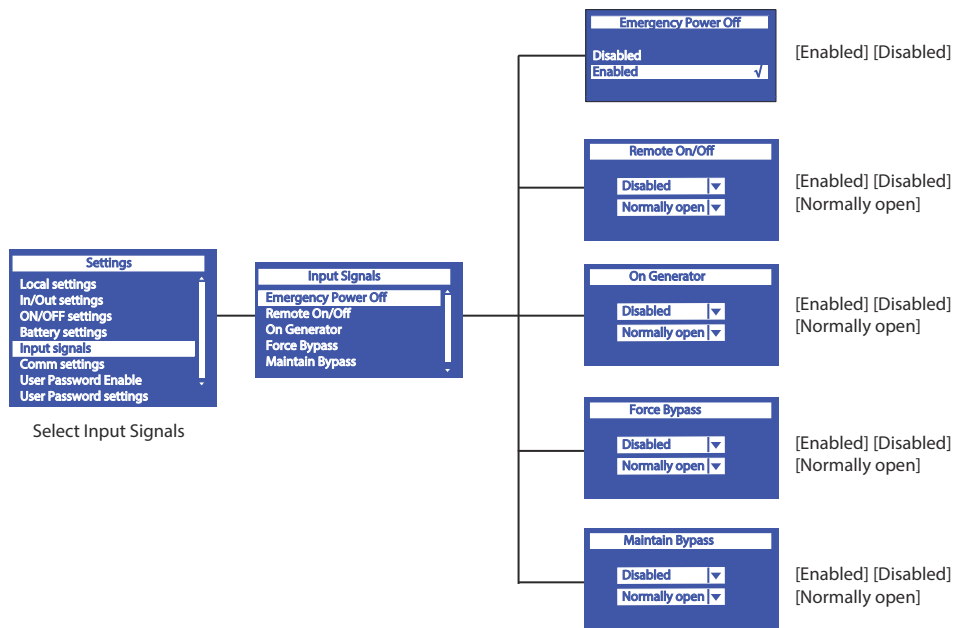 Settings
Local settings
In/Out settings
ON/OFF settings
Battery settings
Input signals
Comm settings
User Password Enable
User Password settings
Select Input Signals
Input Signals
Emergency Power Off
Remote On/Off
On Generator
Force Bypass
Maintain Bypass
Emergency Power Off
Disabled
Enabled √
[Enabled] [Disabled]
Remote On/Off
Disabled
Normally open
[Enabled] [Disabled]
[Normally open]
On Generator
Disabled
Normally open
[Enabled] [Disabled]
[Normally open]
Force Bypass
Disabled
Normally open
[Enabled] [Disabled]
[Normally open]
Maintain Bypass
Disabled
Normally open
[Enabled] [Disabled]
[Normally open]